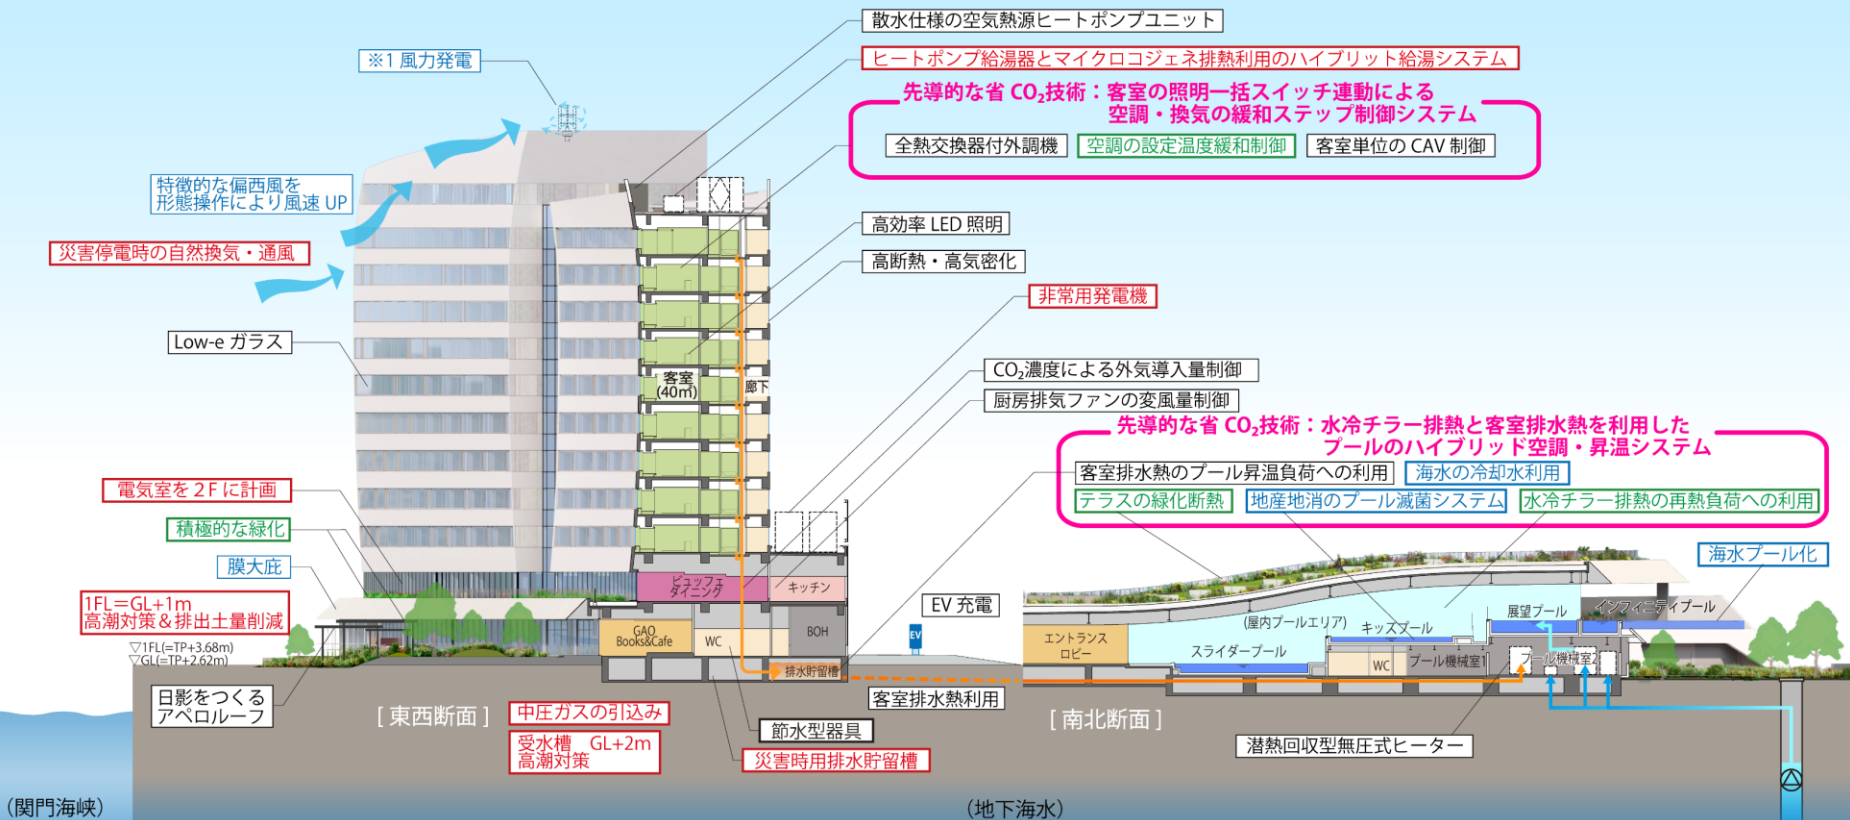 散水仕様の空気熱源ヒートポンプユニット
※1 風力発電
ヒートポンプ給湯器とマイクロコジェネ排熱利用のハイブリット給湯システム
先導的な省 CO₂技術：客室の照明一括スイッチ連動による
空調・換気の緩和ステップ制御システム
全熱交換器付外調機
空調の設定温度緩和制御
客室単位の CAV 制御
特徴的な偏西風を
形態操作により風速 UP
災害停電時の自然換気・通風
高効率 LED 照明
高断熱・高気密化
非常用発電機
Low-e ガラス
CO₂濃度による外気導入量制御
厨房排気ファンの変風量制御
客室
(40㎡)
廊下
先導的な省 CO₂技術：水冷チラー排熱と客室排水熱を利用した
プールのハイブリッド空調・昇温システム
客室排水熱のプール昇温負荷への利用
海水の冷却水利用
テラスの緑化断熱
地産地消のプール滅菌システム
水冷チラー排熱の再熱負荷への利用
電気室を２F に計画
積極的な緑化
膜大庇
海水プール化
1FL＝GL+1m
高潮対策＆排出土量削減
▽1FL(=TP+3.68m)
▽GL(=TP+2.62m)
ビュッフェ
ダイニング
キッチン
GAO
Books&Cafe
WC
BOH
排水貯留槽
EV 充電
EV
エントランス
ロビー
(屋内プールエリア)
スライダープール
キッズプール
展望プール
インフィニティプール
WC
プール機械室1
プール機械室2
日影をつくる
アペロルーフ
[ 東西断面 ]
中圧ガスの引込み
受水槽　GL+2m
高潮対策
節水型器具
災害時用排水貯留槽
客室排水熱利用
[ 南北断面 ]
潜熱回収型無圧式ヒーター
（関門海峡）
（地下海水）